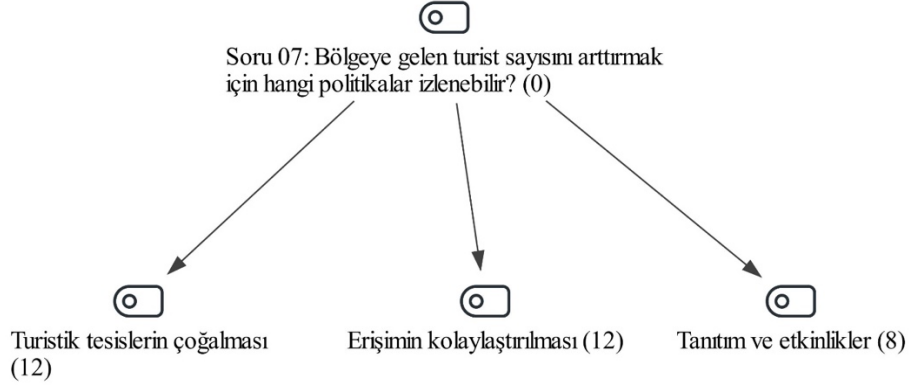 Soru 07: Bölgeye gelen turist sayısını arttırmak
için hangi politikalar izlenebilir? (0)
Turistik tesislerin çoğalması
(12)
Erişimin kolaylaştırılması (12)
Tanıtım ve etkinlikler (8)